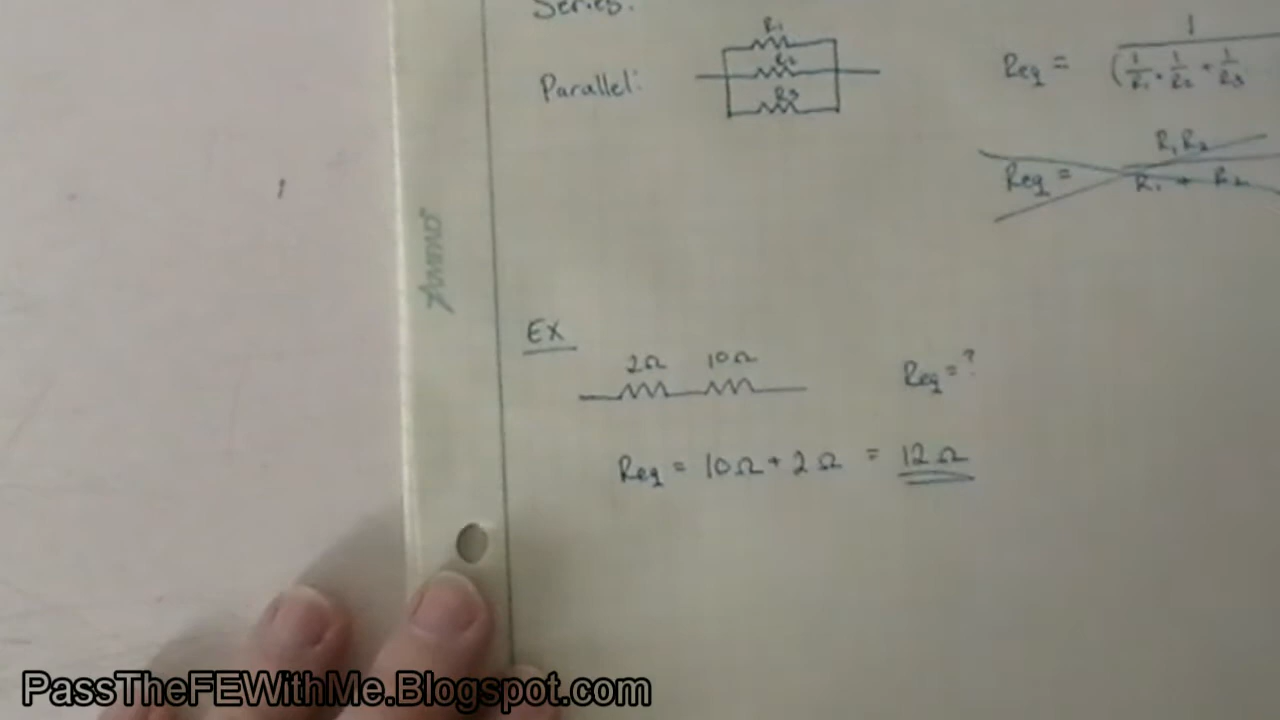 Series:
R1
Parallel:
R2
R3
Req = 1
(1/R1 + 1/R2 + 1/R3
Req = R1R2
R1 + R2
AMPAD
EX
2Ω 10Ω
Req = ?
Req = 10Ω + 2Ω = 12Ω
PassTheFEWithMe.Blogspot.com